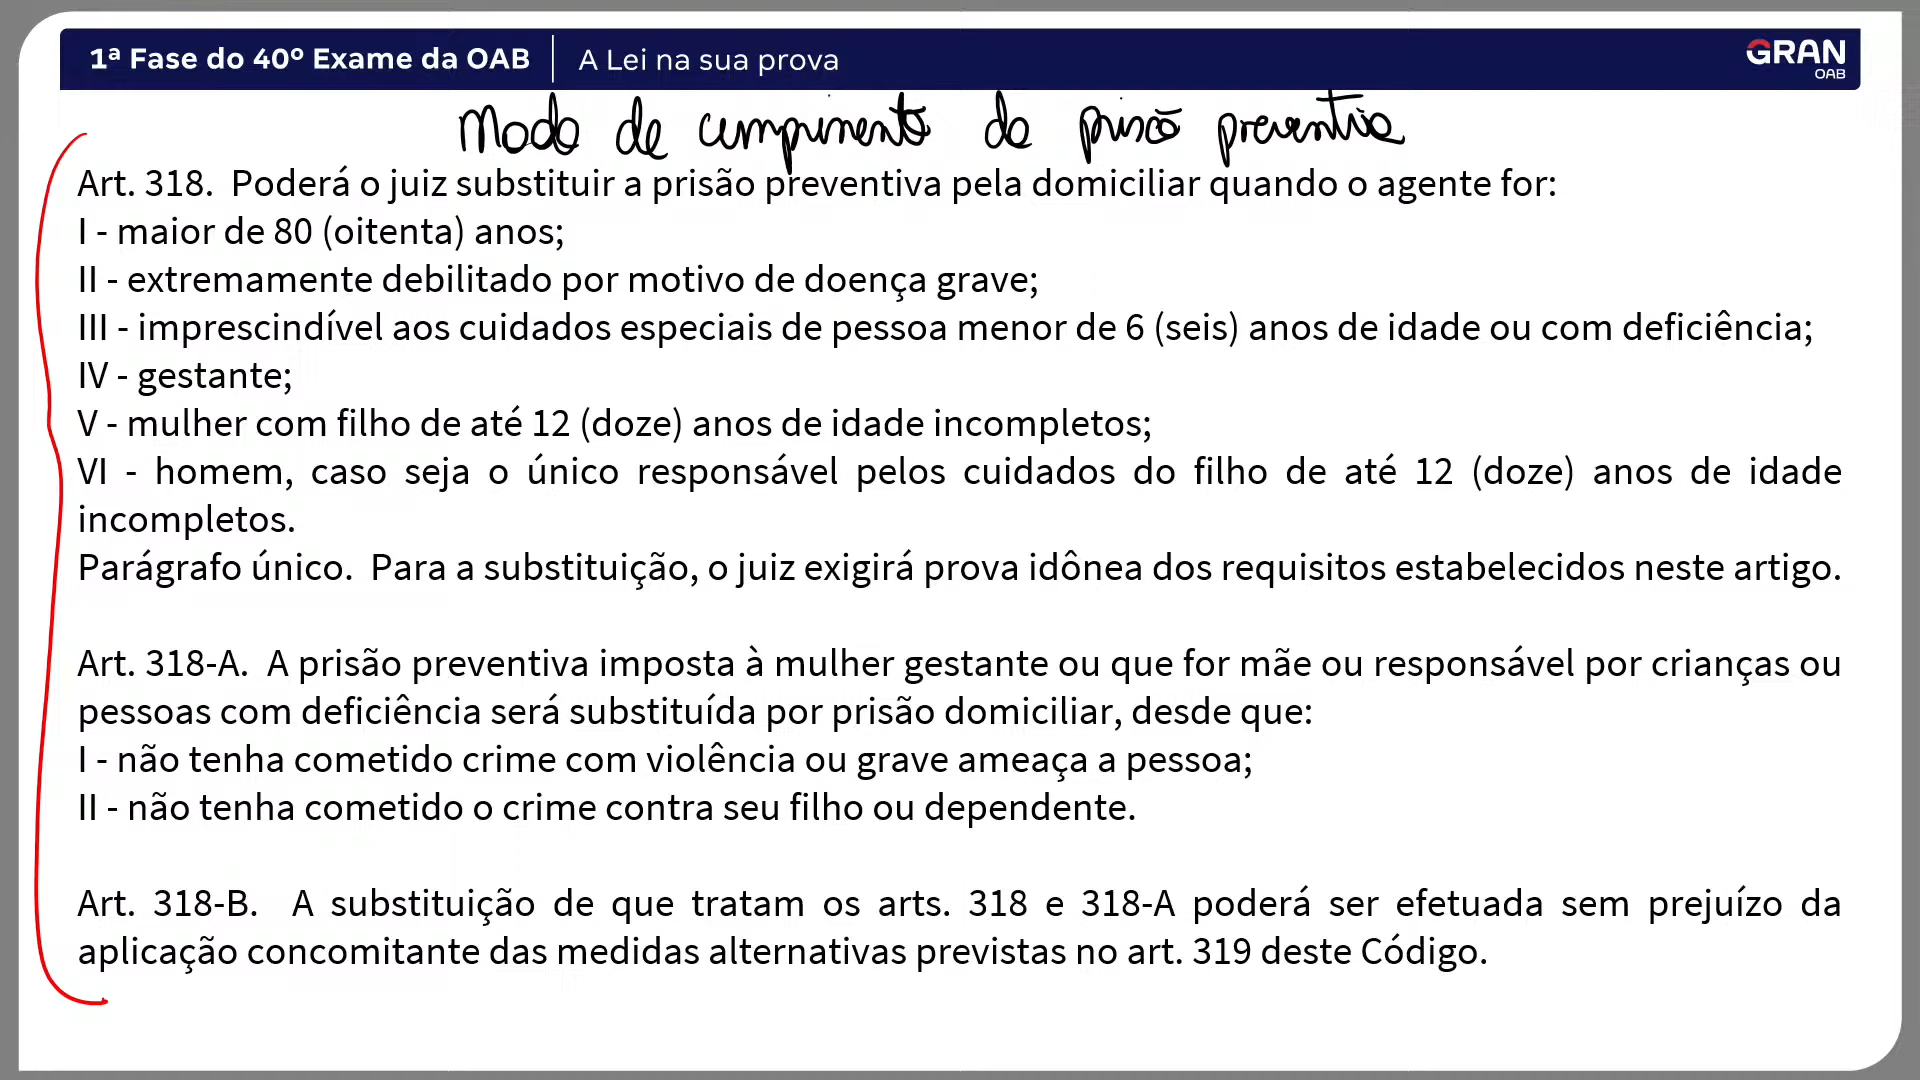 1ª Fase do 40º Exame da OAB | A Lei na sua prova
GRAN
OAB
Modo de cumprimento da prisão preventiva
Art. 318.  Poderá o juiz substituir a prisão preventiva pela domiciliar quando o agente for:
I - maior de 80 (oitenta) anos;
II - extremamente debilitado por motivo de doença grave;
III - imprescindível aos cuidados especiais de pessoa menor de 6 (seis) anos de idade ou com deficiência;
IV - gestante;
V - mulher com filho de até 12 (doze) anos de idade incompletos;
VI - homem, caso seja o único responsável pelos cuidados do filho de até 12 (doze) anos de idade
incompletos.
Parágrafo único.  Para a substituição, o juiz exigirá prova idônea dos requisitos estabelecidos neste artigo.
Art. 318-A.  A prisão preventiva imposta à mulher gestante ou que for mãe ou responsável por crianças ou
pessoas com deficiência será substituída por prisão domiciliar, desde que:
I - não tenha cometido crime com violência ou grave ameaça a pessoa;
II - não tenha cometido o crime contra seu filho ou dependente.
Art. 318-B.  A substituição de que tratam os arts. 318 e 318-A poderá ser efetuada sem prejuízo da
aplicação concomitante das medidas alternativas previstas no art. 319 deste Código.